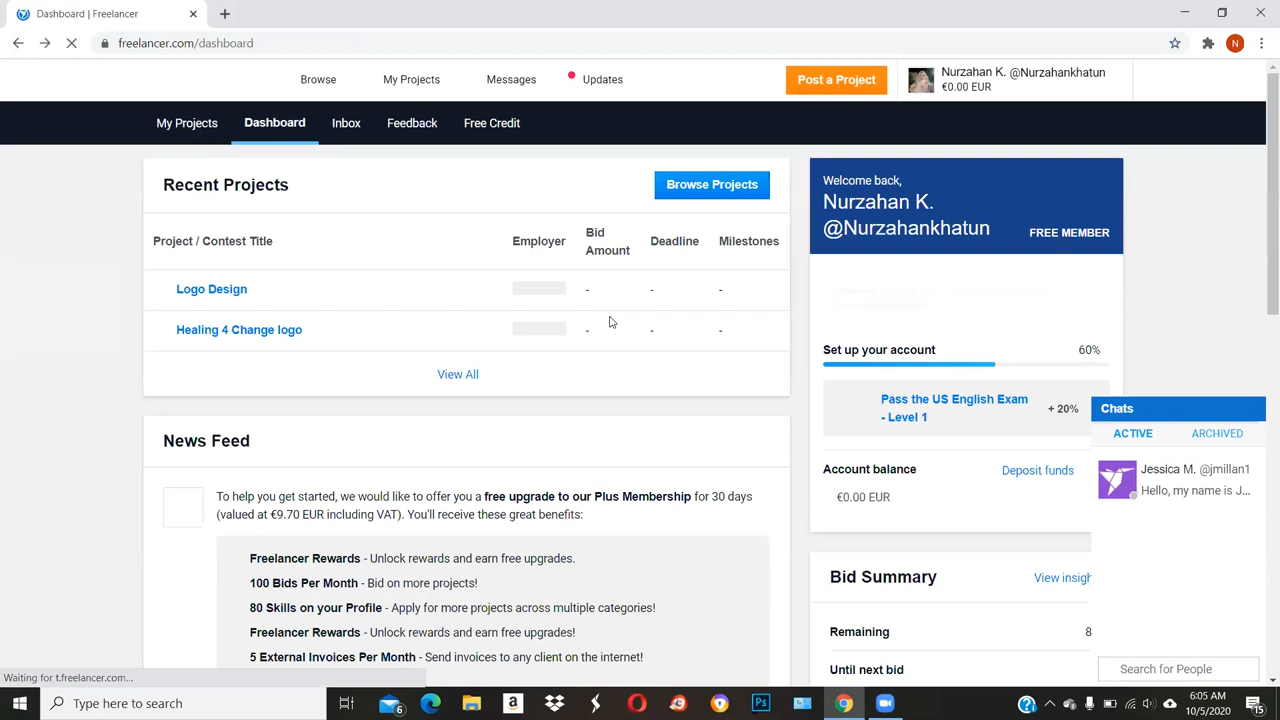 Dashboard | Freelancer
freelancer.com/dashboard
N
Browse
My Projects
Messages
Updates
Post a Project
Nurzahan K. @Nurzahankhatun
€0.00 EUR
My Projects
Dashboard
Inbox
Feedback
Free Credit
Recent Projects
Browse Projects
Project / Contest Title
Employer
Bid
Amount
Deadline
Milestones
Logo Design
- - -
Healing 4 Change logo
- - -
View All
News Feed
To help you get started, we would like to offer you a free upgrade to our Plus Membership for 30 days
(valued at €9.70 EUR including VAT). You'll receive these great benefits:
Freelancer Rewards - Unlock rewards and earn free upgrades.
100 Bids Per Month - Bid on more projects!
80 Skills on your Profile - Apply for more projects across multiple categories!
Freelancer Rewards - Unlock rewards and earn free upgrades!
5 External Invoices Per Month - Send invoices to any client on the internet!
Welcome back,
Nurzahan K.
@Nurzahankhatun
FREE MEMBER
Set up your account
60%
Pass the US English Exam
- Level 1
+ 20%
Account balance
Deposit funds
€0.00 EUR
Bid Summary
View insigh
Remaining
8
Until next bid
Chats
ACTIVE
ARCHIVED
Jessica M. @jmillan1
Hello, my name is J...
Search for People
Waiting for t.freelancer.com...
Type here to search
6
a
Ps
6:05 AM
10/5/2020
15